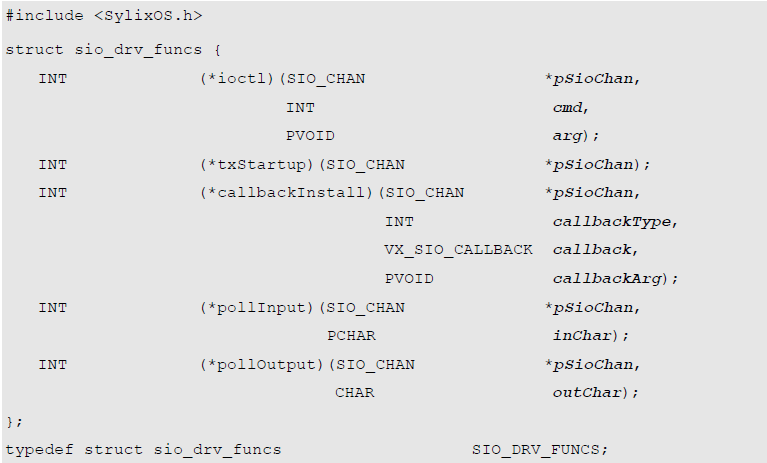 #include <SylixOS.h>
struct sio_drv_funcs {
INT (*ioctl)(SIO_CHAN *pSioChan,
INT cmd,
PVOID arg);
INT (*txStartup)(SIO_CHAN *pSioChan);
INT (*callbackInstall)(SIO_CHAN *pSioChan,
INT callbackType,
VX_SIO_CALLBACK callback,
PVOID callbackArg);
INT (*pollInput)(SIO_CHAN *pSioChan,
PCHAR inChar);
INT (*pollOutput)(SIO_CHAN *pSioChan,
CHAR outChar);
};
typedef struct sio_drv_funcs SIO_DRV_FUNCS;